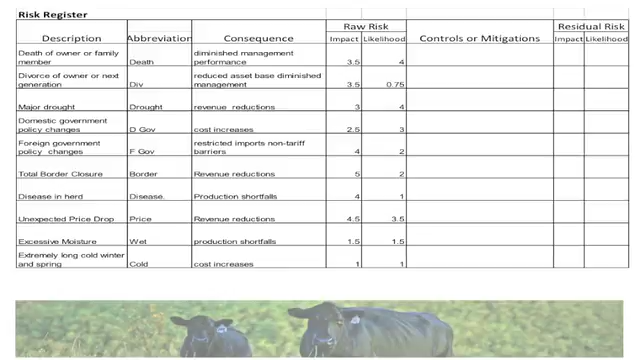 Risk Register
Raw Risk Residual Risk
Description Abbreviation Consequence Impact Likelihood Controls or Mitigations Impact Likelihood
Death of owner or family diminished management
member Death performance 3.5 4
Divorce of owner or next reduced asset base diminished
generation Div management 3.5 0.75
Major drought Drought revenue reductions 3 4
Domestic government
policy changes D Gov cost increases 2.5 3
Foreign government restricted imports non-tariff
policy changes F Gov barriers 4 2
Total Border Closure Border Revenue reductions 5 2
Disease in herd Disease. Production shortfalls 4 1
Unexpected Price Drop Price Revenue reductions 4.5 3.5
Excessive Moisture Wet production shortfalls 1.5 1.5
Extremely long cold winter
and spring Cold cost increases 1 1